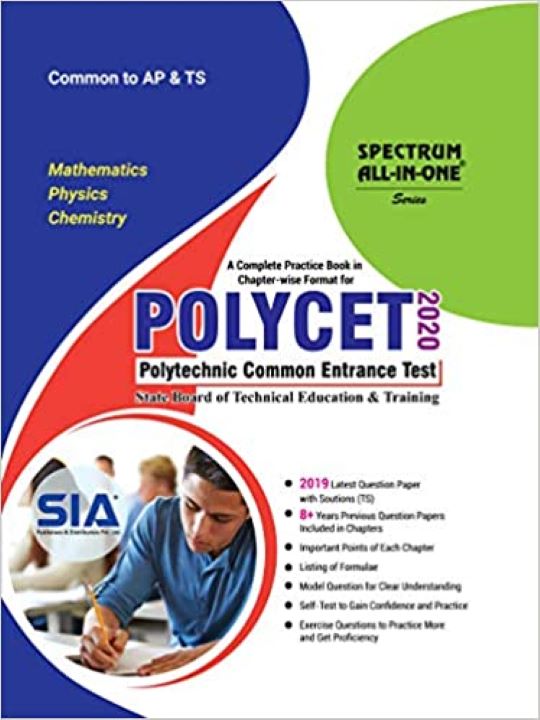 Common to AP & TS
SPECTRUM
ALL-IN-ONE®
Series
Mathematics
Physics
Chemistry
A Complete Practice Book in
Chapter-wise Format for
POLYCET 2020
Polytechnic Common Entrance Test
State Board of Technical Education & Training
SIA
Publishers & Distributors Pvt. Ltd.
• 2019 Latest Question Paper
with Soutions (TS)
• 8+ Years Previous Question Papers
Included in Chapters
• Important Points of Each Chapter
• Listing of Formulae
• Model Question for Clear Understanding
• Self-Test to Gain Confidence and Practice
• Exercise Questions to Practice More
and Get Proficiency